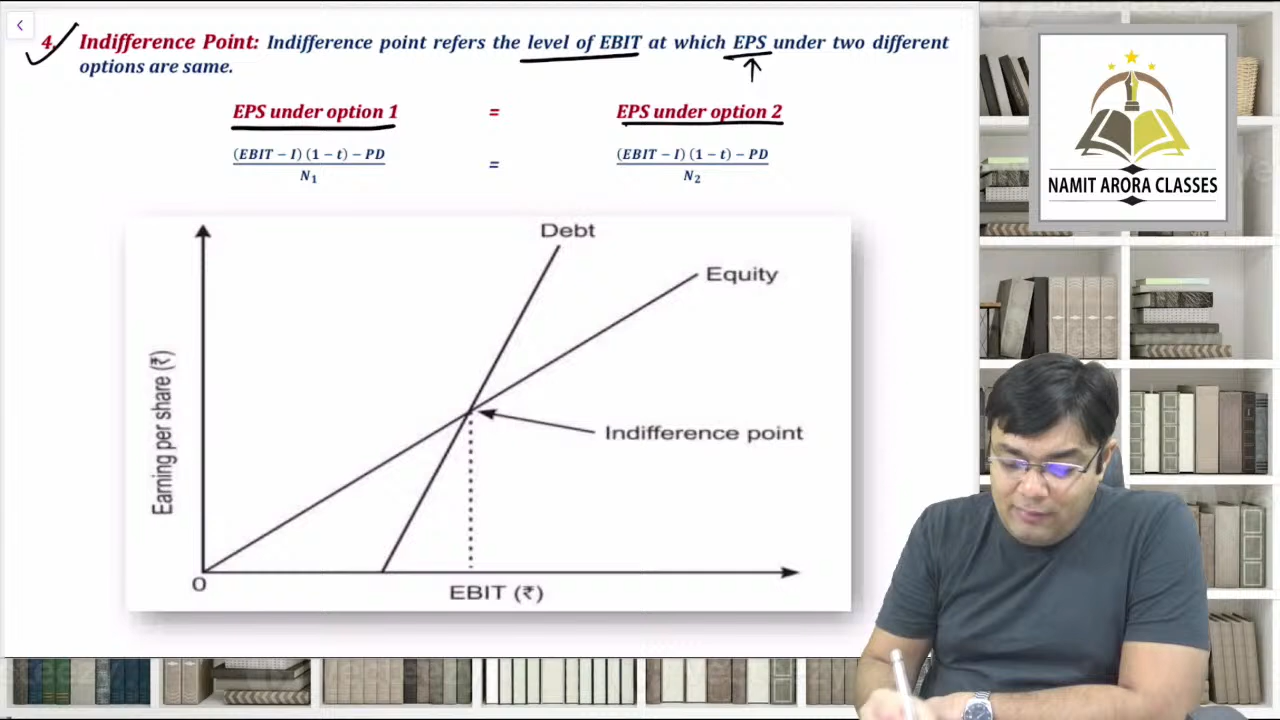 4. Indifference Point: Indifference point refers the level of EBIT at which EPS under two different
options are same.
EPS under option 1 = EPS under option 2
(EBIT – I) (1 – t) – PD / N₁ = (EBIT – I) (1 – t) – PD / N₂
Debt
Equity
Earning per share (₹)
Indifference point
O
EBIT (₹)
NAMIT ARORA CLASSES